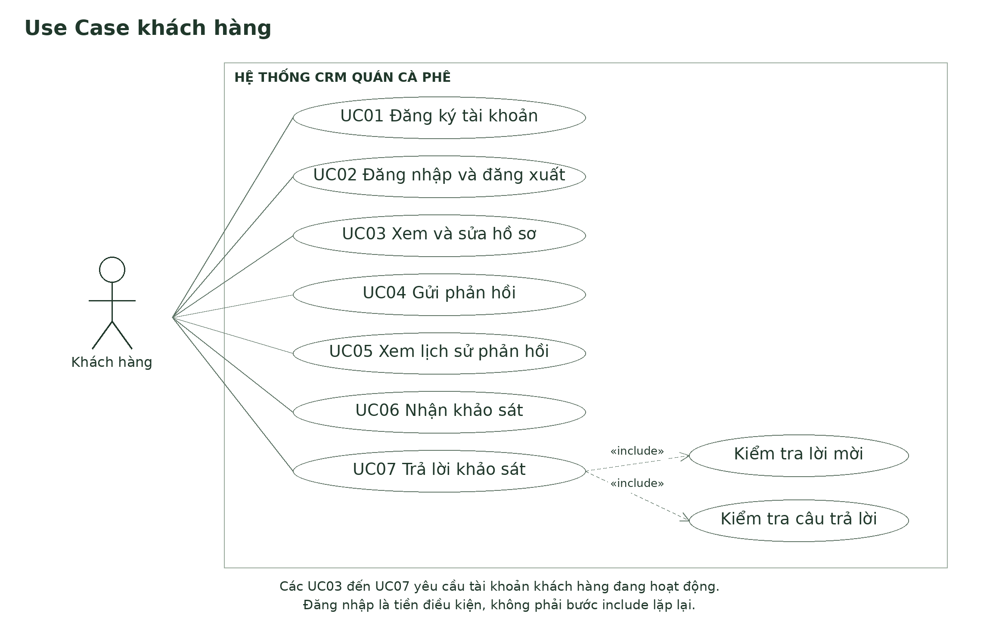 Use Case khách hàng
HỆ THỐNG CRM QUÁN CÀ PHÊ
UC01 Đăng ký tài khoản
UC02 Đăng nhập và đăng xuất
UC03 Xem và sửa hồ sơ
UC04 Gửi phản hồi
UC05 Xem lịch sử phản hồi
Khách hàng
UC06 Nhận khảo sát
UC07 Trả lời khảo sát
«include»
Kiểm tra lời mời
«include»
Kiểm tra câu trả lời
Các UC03 đến UC07 yêu cầu tài khoản khách hàng đang hoạt động.
Đăng nhập là tiền điều kiện, không phải bước include lặp lại.